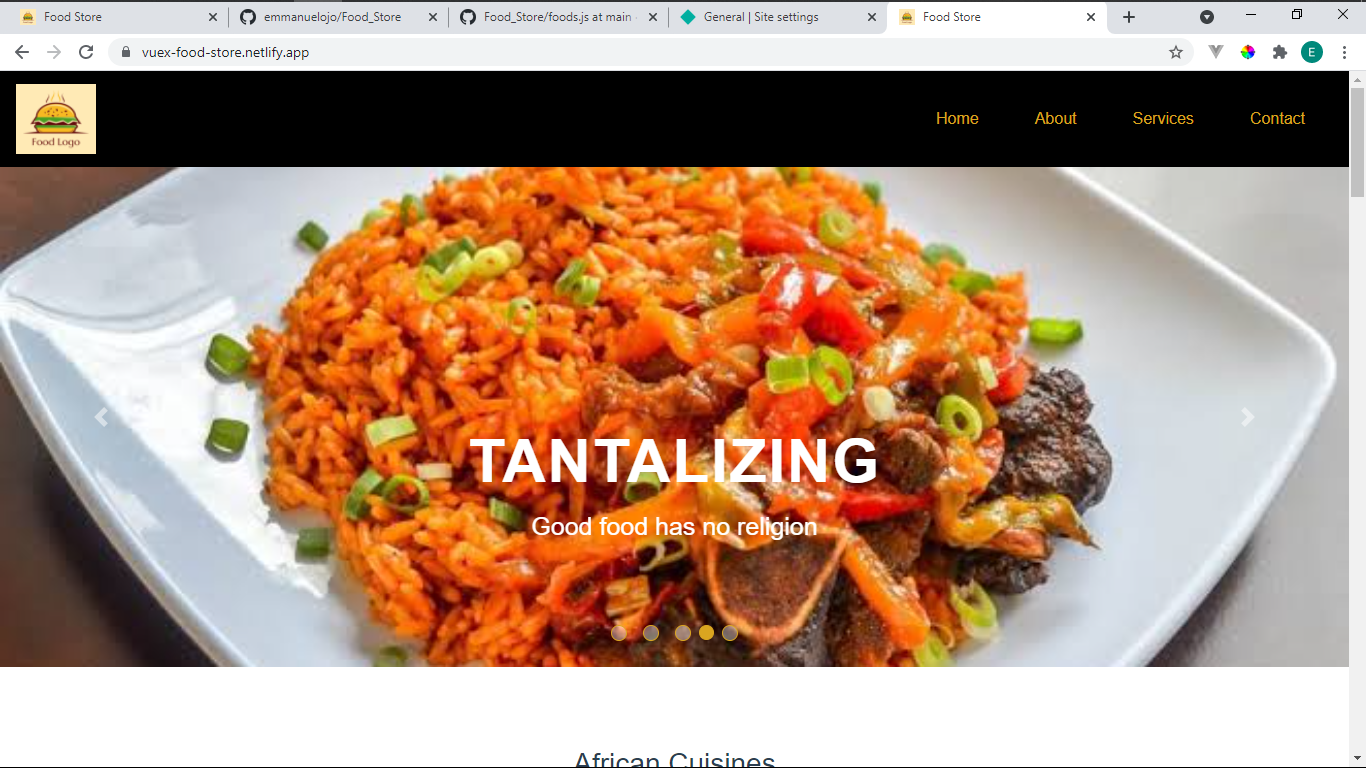 Food Store
emmanuelojo/Food_Store
Food_Store/foods.js at main
General | Site settings
Food Store
vuex-food-store.netlify.app
E
Food Logo
Home About Services Contact
TANTALIZING
Good food has no religion
African Cuisines